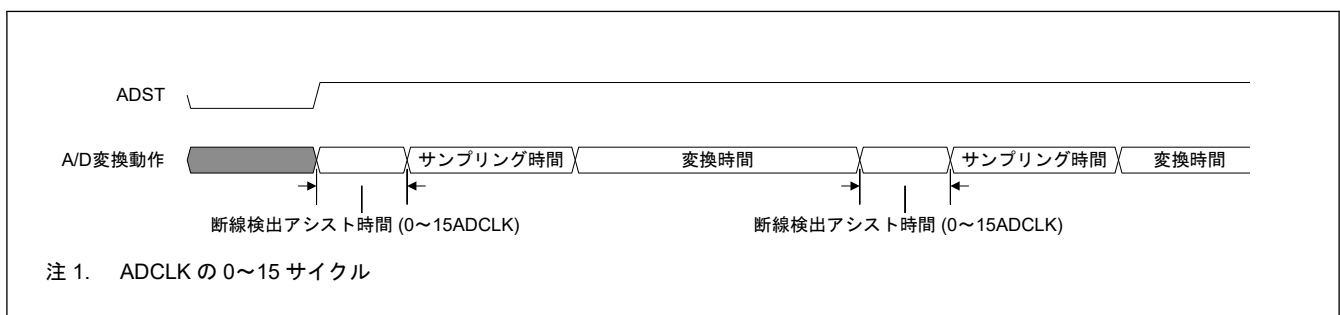 ADST
A/D変換動作
サンプリング時間
変換時間
サンプリング時間
変換時間
断線検出アシスト時間 (0~15ADCLK)
断線検出アシスト時間 (0~15ADCLK)
注 1. ADCLK の 0~15 サイクル